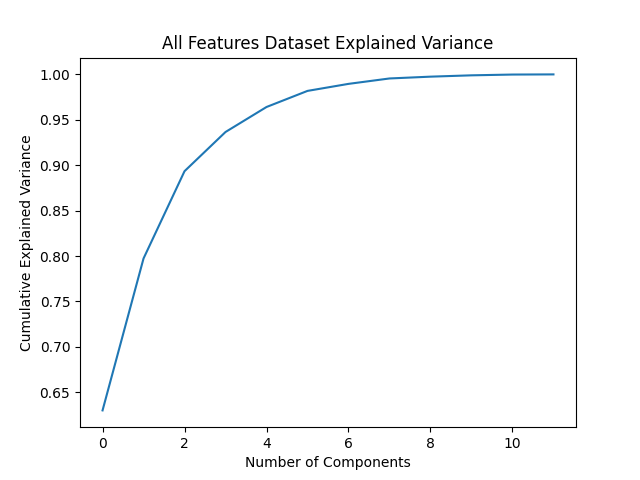 All Features Dataset Explained Variance
1.00
0.95
0.90
0.85
0.80
0.75
0.70
0.65
Cumulative Explained Variance
0 2 4 6 8 10
Number of Components